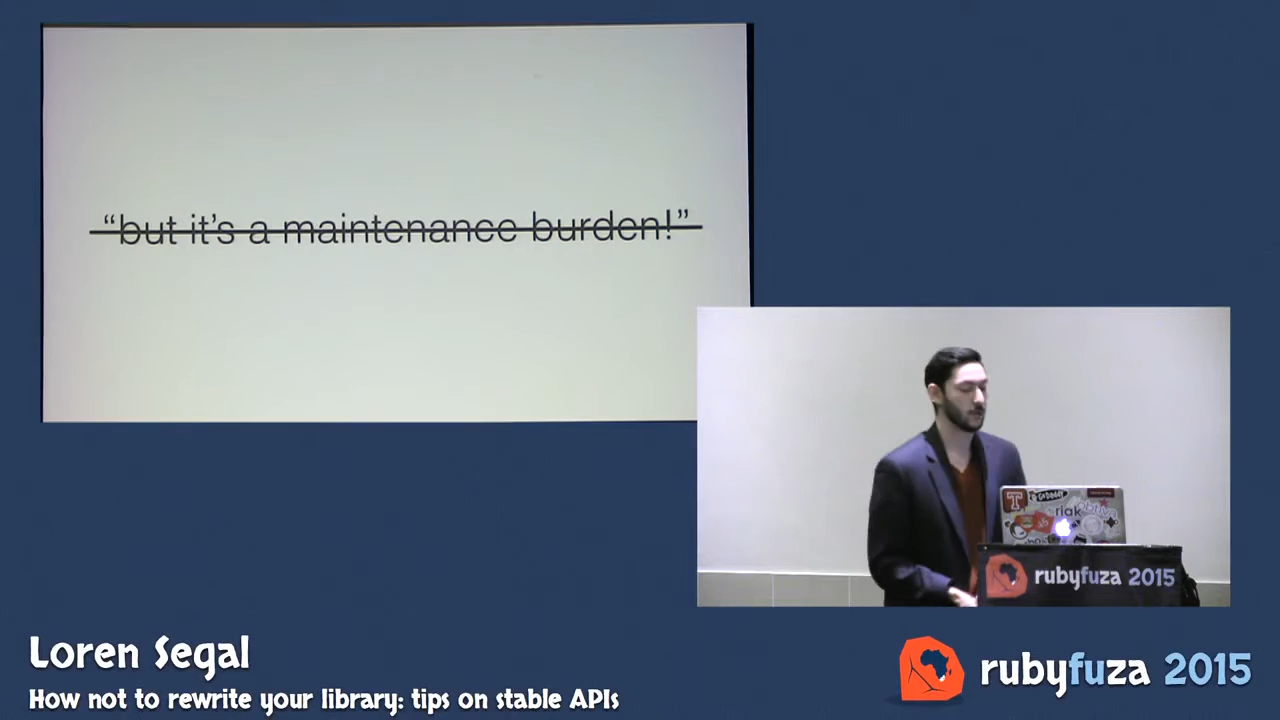 “but it’s a maintenance burden!”
T
GoDaddy
riak
rubyfuza 2015
Loren Segal
How not to rewrite your library: tips on stable APIs
rubyfuza 2015